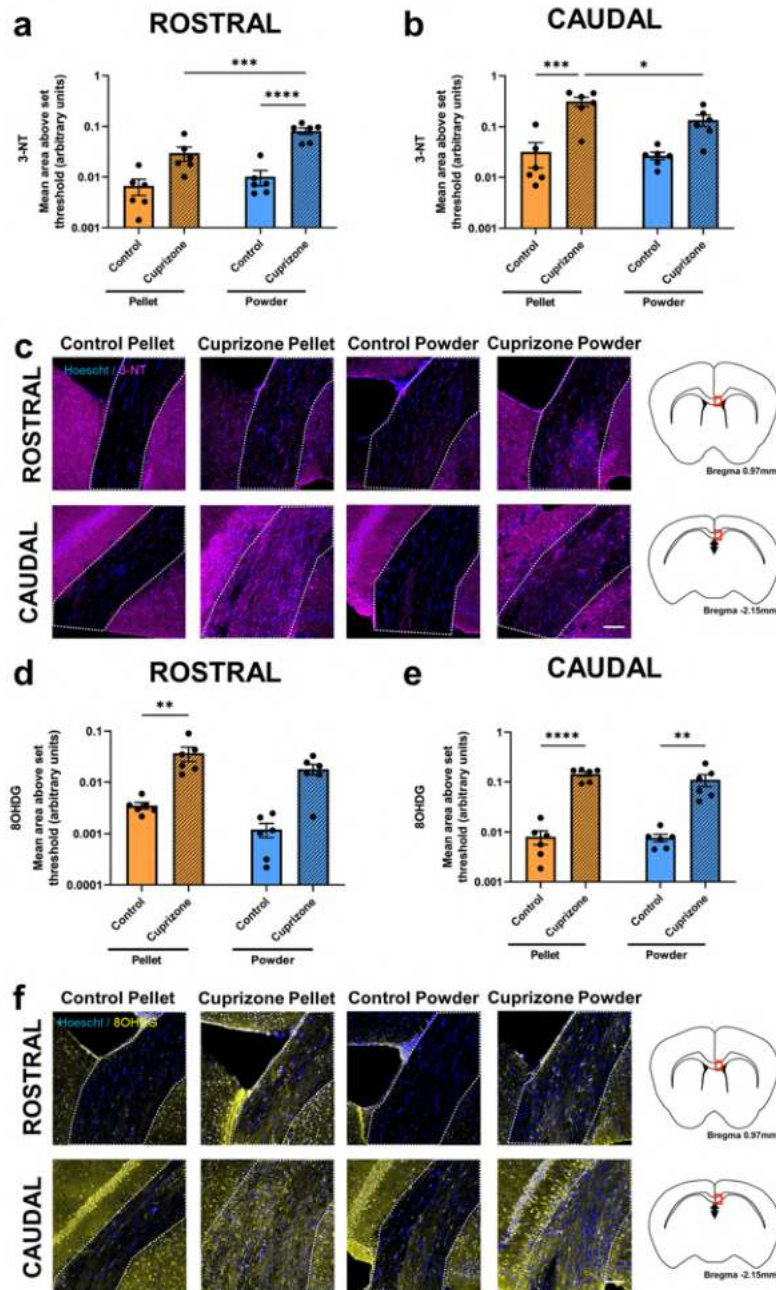 a ROSTRAL
b CAUDAL
3-NT
Mean area above set
threshold (arbitrary units)
1
0.1
0.01
0.001
***
****
Control
Cuprizone
Control
Cuprizone
Pellet
Powder
3-NT
Mean area above set
threshold (arbitrary units)
1
0.1
0.01
0.001
***
*
Control
Cuprizone
Control
Cuprizone
Pellet
Powder
c
Control Pellet Cuprizone Pellet Control Powder Cuprizone Powder
ROSTRAL
Hoescht / 3-NT
Bregma 0.97mm
CAUDAL
Bregma -2.15mm
d ROSTRAL
e CAUDAL
8OHDG
Mean area above set
threshold (arbitrary units)
0.1
0.01
0.001
0.0001
**
Control
Cuprizone
Control
Cuprizone
Pellet
Powder
8OHDG
Mean area above set
threshold (arbitrary units)
1
0.1
0.01
0.001
****
**
Control
Cuprizone
Control
Cuprizone
Pellet
Powder
f
Control Pellet Cuprizone Pellet Control Powder Cuprizone Powder
ROSTRAL
Hoescht / 8OHDG
Bregma 0.97mm
CAUDAL
Bregma -2.15mm